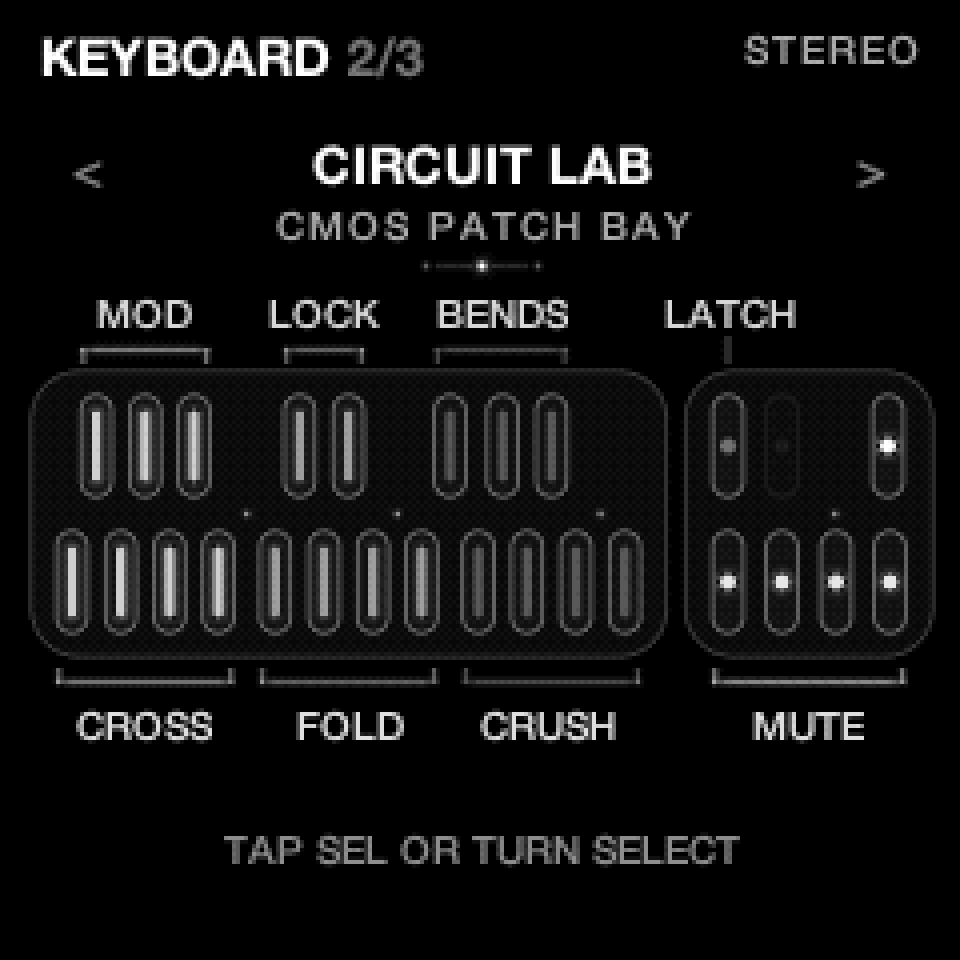 KEYBOARD 2/3 STEREO
< CIRCUIT LAB >
CMOS PATCH BAY
MOD LOCK BENDS LATCH
CROSS FOLD CRUSH MUTE
TAP SEL OR TURN SELECT